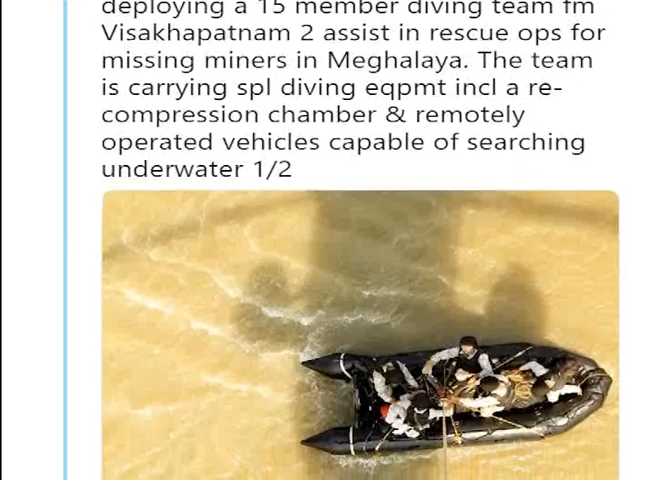 deploying a 15 member diving team fm
Visakhapatnam 2 assist in rescue ops for
missing miners in Meghalaya. The team
is carrying spl diving eqpmt incl a re-
compression chamber & remotely
operated vehicles capable of searching
underwater 1/2